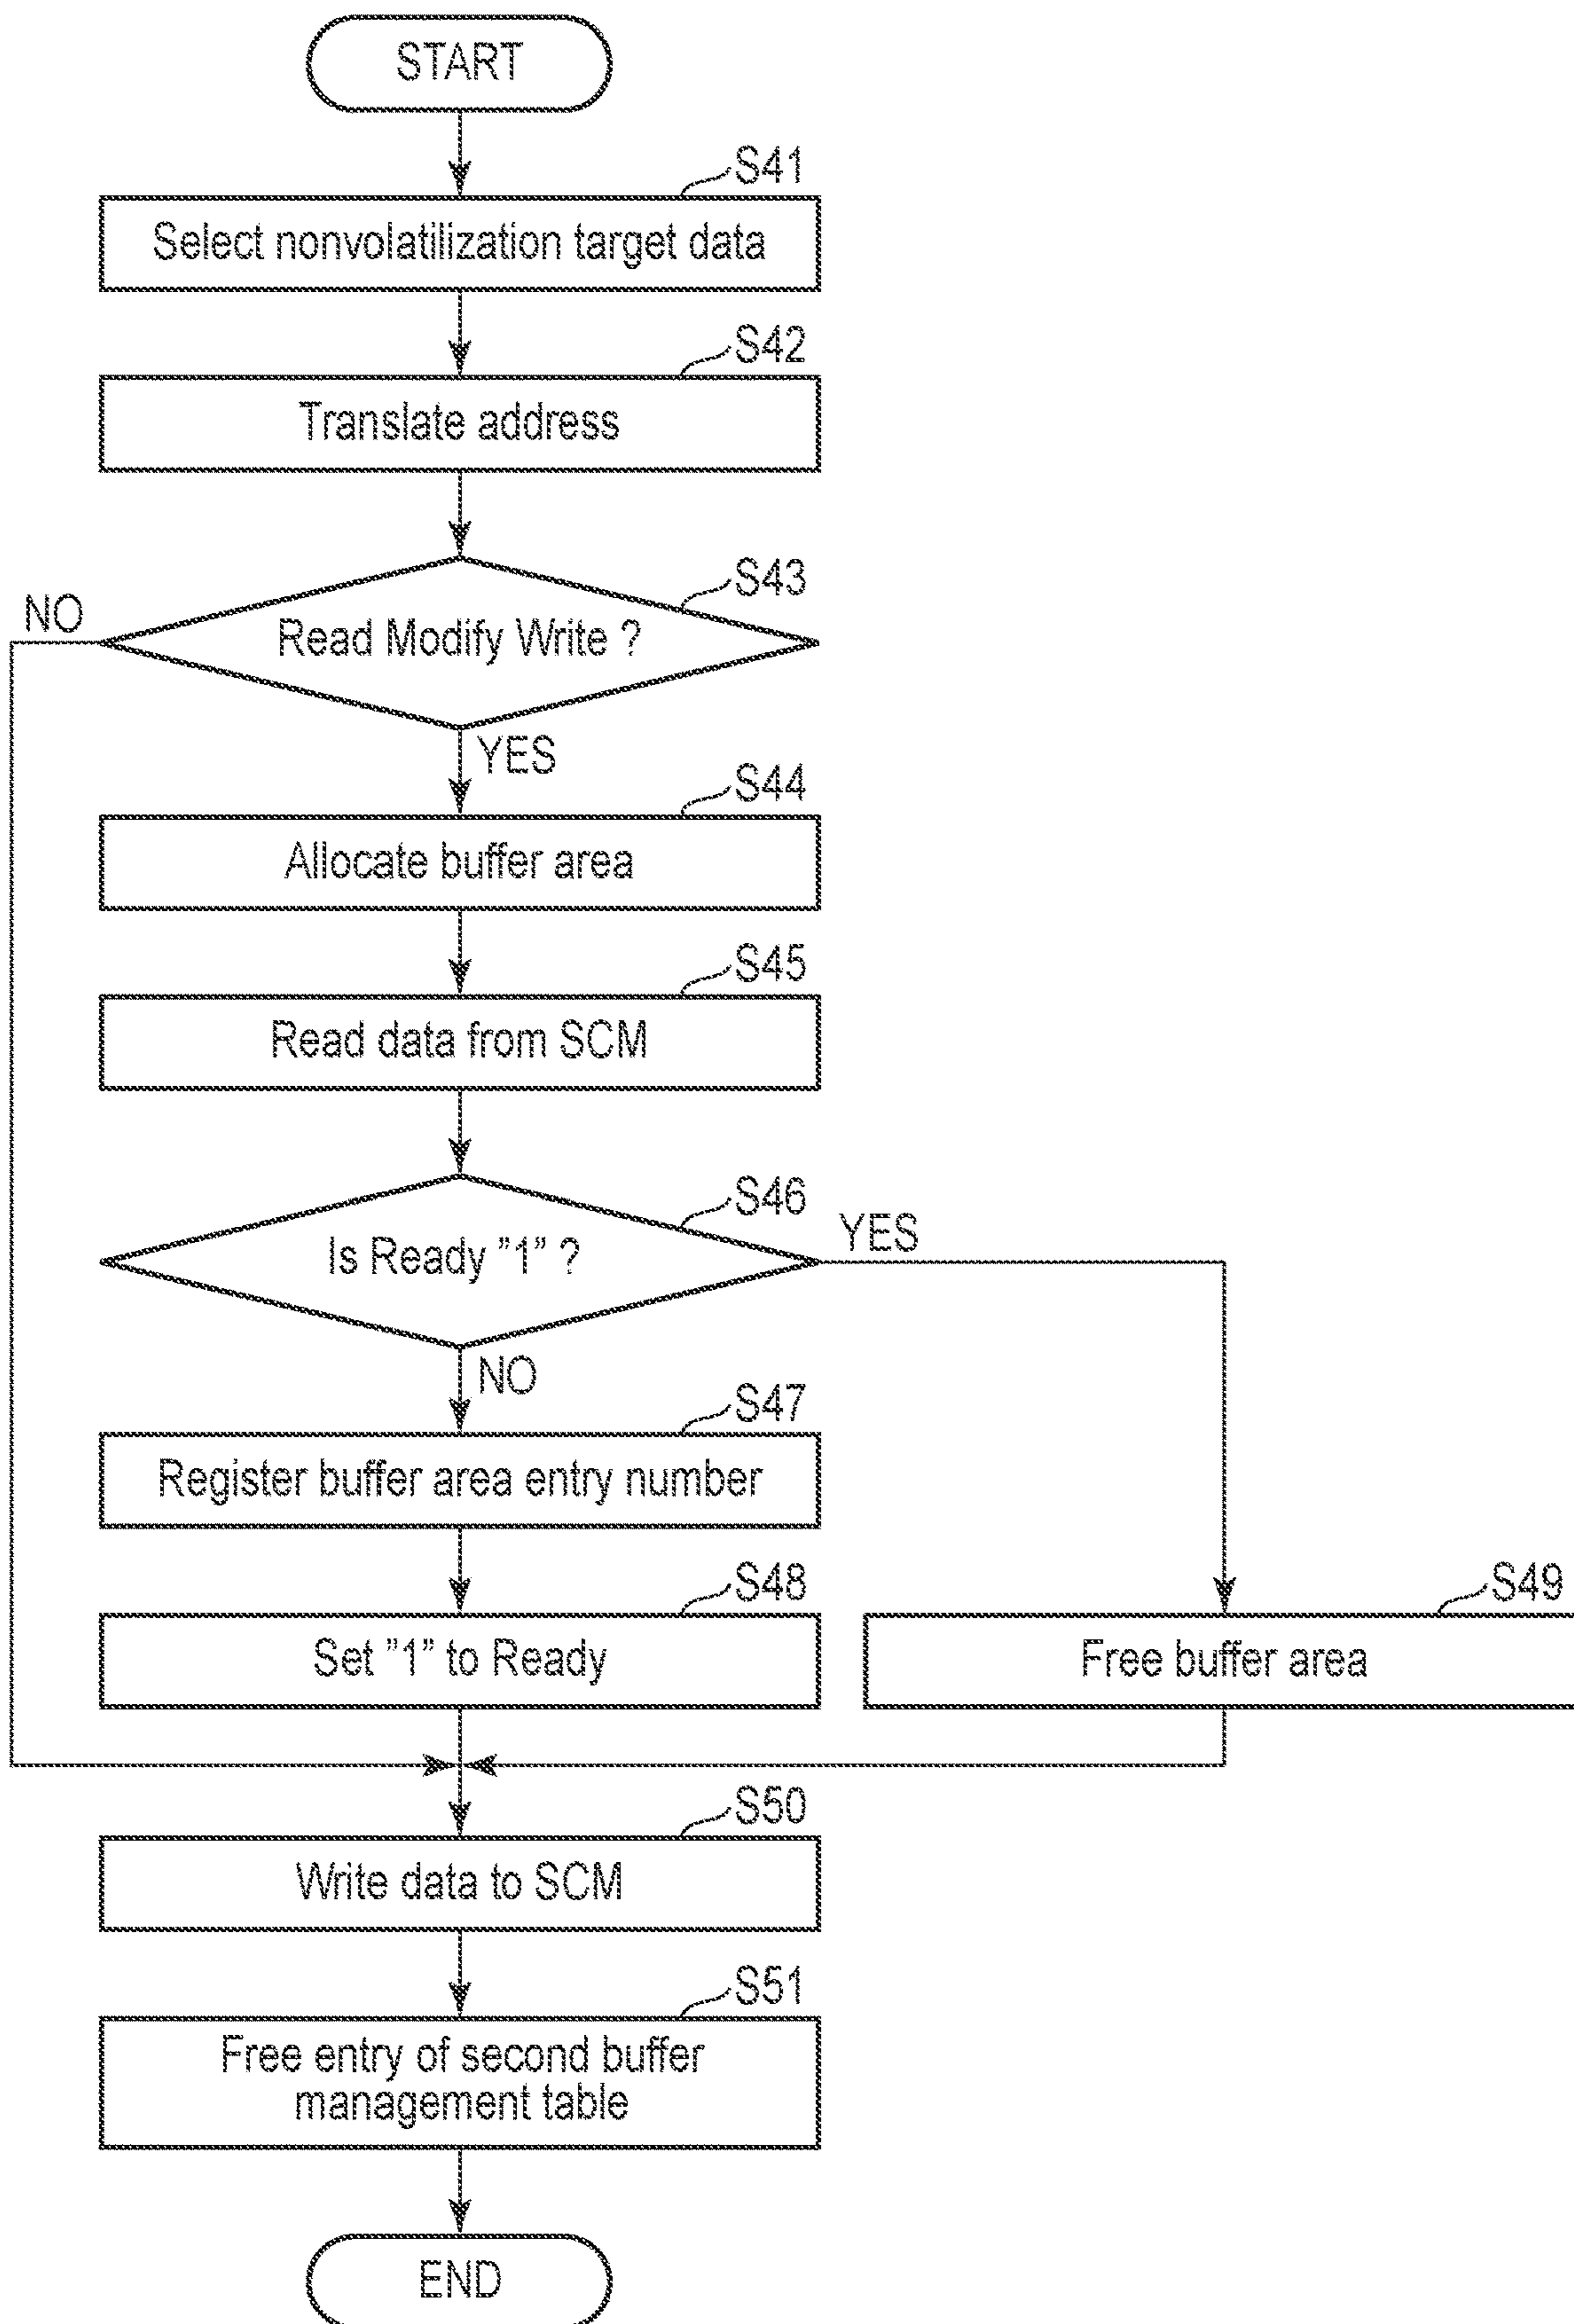 START
S41
Select nonvolatilization target data
S42
Translate address
S43
NO
Read Modify Write ?
YES
S44
Allocate buffer area
S45
Read data from SCM
S46
YES
Is Ready "1" ?
NO
S47
Register buffer area entry number
S48
S49
Set "1" to Ready
Free buffer area
S50
Write data to SCM
S51
Free entry of second buffer
management table
END